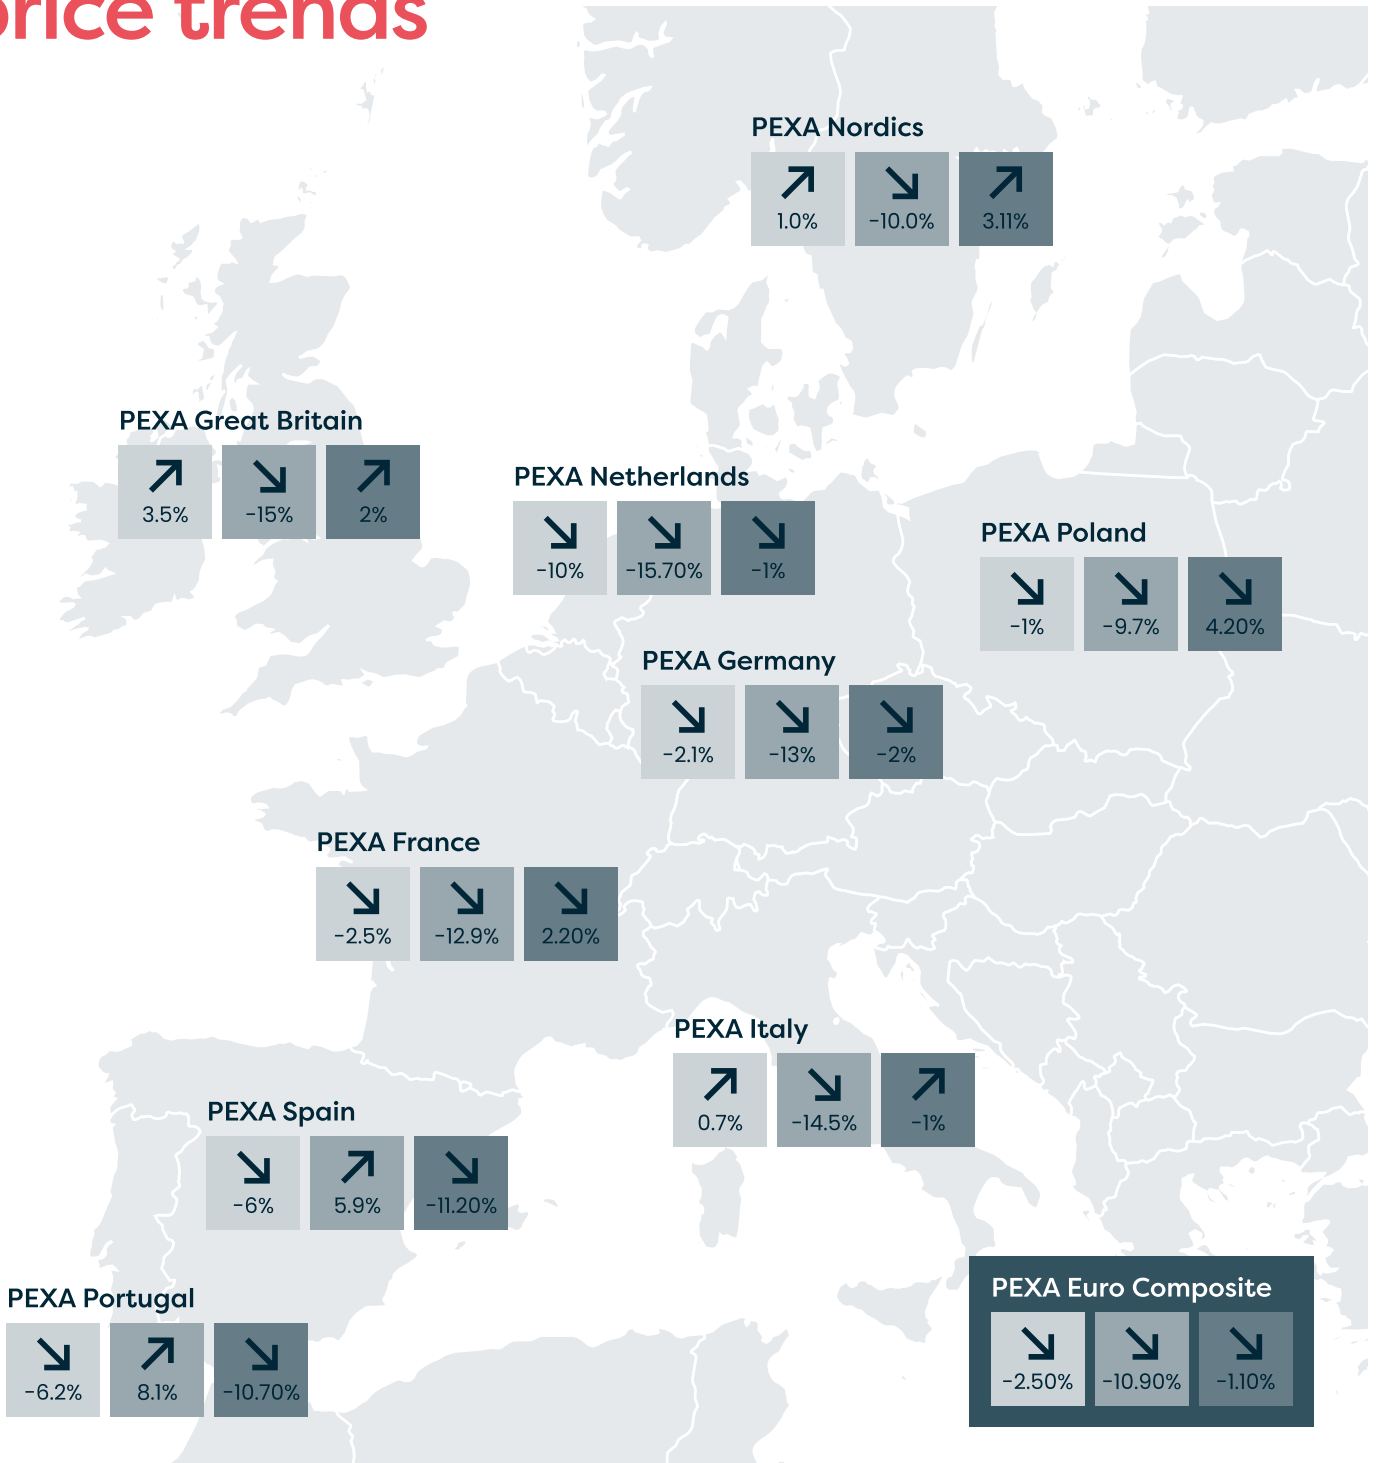 price trends
PEXA Nordics
1.0% -10.0% 3.11%
PEXA Great Britain
3.5% -15% 2%
PEXA Netherlands
-10% -15.70% -1%
PEXA Poland
-1% -9.7% 4.20%
PEXA Germany
-2.1% -13% -2%
PEXA France
-2.5% -12.9% 2.20%
PEXA Italy
0.7% -14.5% -1%
PEXA Spain
-6% 5.9% -11.20%
PEXA Portugal
-6.2% 8.1% -10.70%
PEXA Euro Composite
-2.50% -10.90% -1.10%